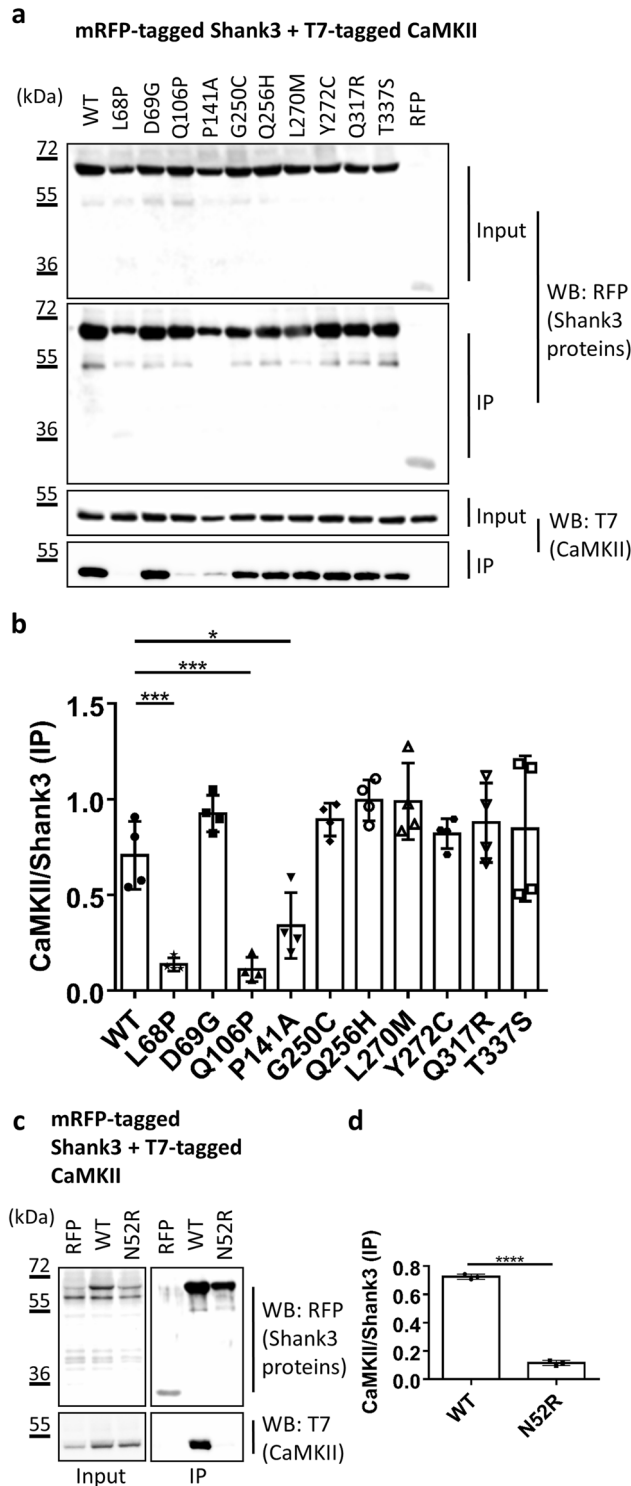 a
mRFP-tagged Shank3 + T7-tagged CaMKII
(kDa)
WT
L68P
D69G
Q106P
P141A
G250C
Q256H
L270M
Y272C
Q317R
T337S
RFP
72
55
36
Input
72
55
36
IP
WB: RFP
(Shank3
proteins)
55
Input
55
IP
WB: T7
(CaMKII)
b
*
***
***
CaMKII/Shank3 (IP)
1.5
1.0
0.5
0.0
WT
L68P
D69G
Q106P
P141A
G250C
Q256H
L270M
Y272C
Q317R
T337S
c
mRFP-tagged
Shank3 + T7-tagged
CaMKII
(kDa)
RFP
WT
N52R
RFP
WT
N52R
72
55
36
WB: RFP
(Shank3
proteins)
55
WB: T7
(CaMKII)
Input
IP
d
****
CaMKII/Shank3 (IP)
0.8
0.6
0.4
0.2
0.0
WT
N52R